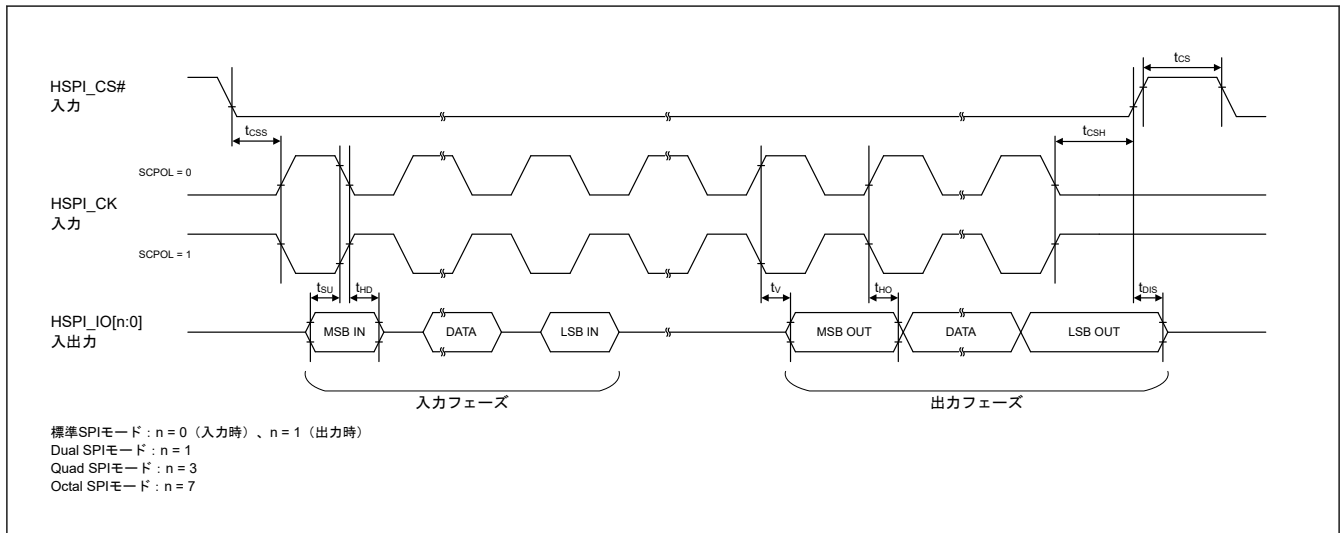 HSPI_CS#
入力
tcs
tcss
tCSH
SCPOL = 0
HSPI_CK
入力
SCPOL = 1
tSU
tHD
tV
tHO
tDIS
HSPI_IO[n:0]
入出力
MSB IN
DATA
LSB IN
MSB OUT
DATA
LSB OUT
入力フェーズ
出力フェーズ
標準SPIモード：n = 0（入力時）、n = 1（出力時）
Dual SPIモード：n = 1
Quad SPIモード：n = 3
Octal SPIモード：n = 7